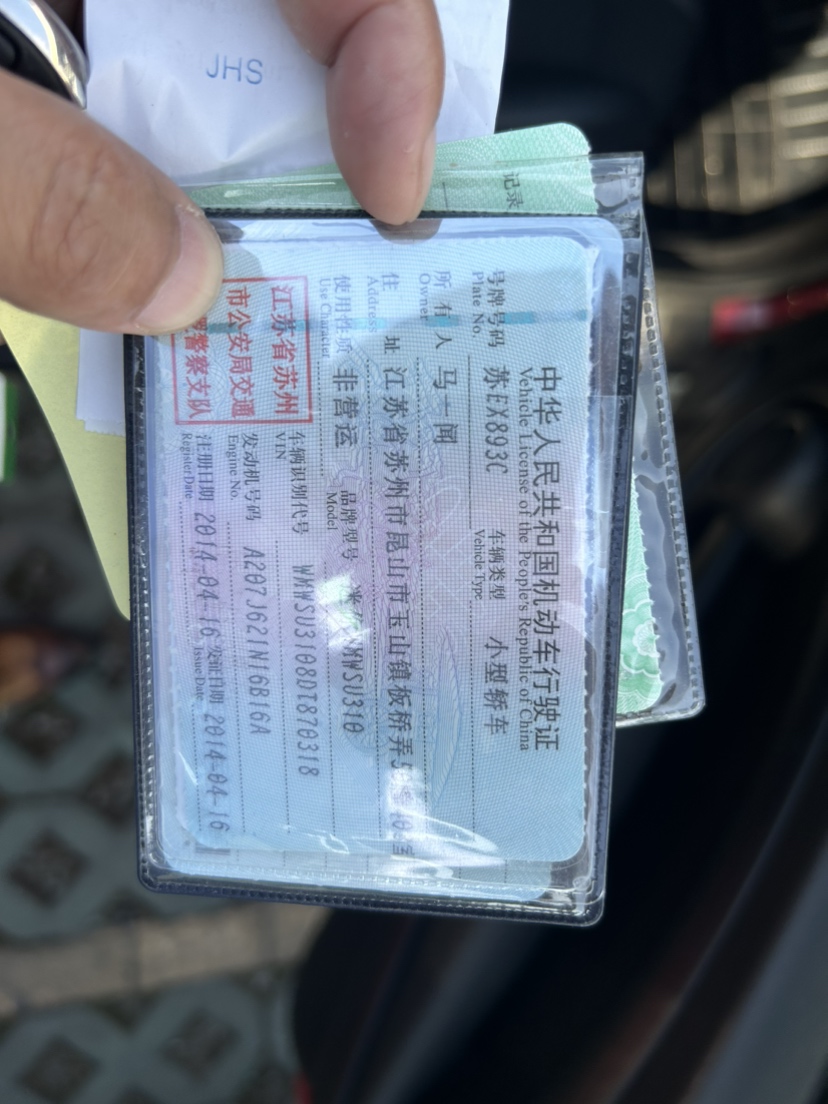 JHS
记录
中华人民共和国机动车行驶证
Vehicle License of the People's Republic of China
号牌号码 苏EX893C 车辆类型 小型轿车
Plate No. Vehicle Type
所有人 马一闻
Owner
住址 江苏省苏州市昆山市玉山镇板桥弄
Address
使用性质 非营运 品牌型号 WMWSU310
Use Character Model
车辆识别代号 WMWSU3108DT870318
VIN
发动机号码 A207J621N16B16A
Engine No.
注册日期 2014-04-16 发证日期 2014-04-16
Register Date Issue Date
江苏省苏州
市公安局交通
警察支队